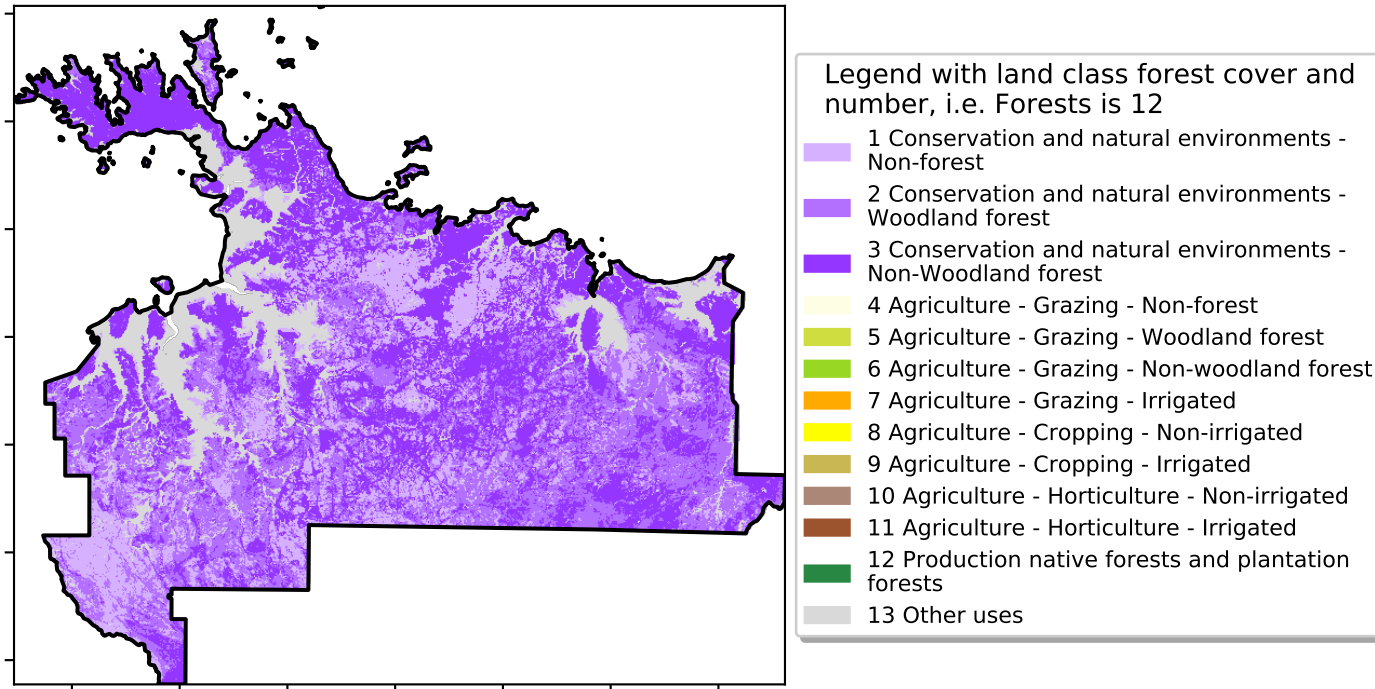 Legend with land class forest cover and
number, i.e. Forests is 12
1 Conservation and natural environments -
Non-forest
2 Conservation and natural environments -
Woodland forest
3 Conservation and natural environments -
Non-Woodland forest
4 Agriculture - Grazing - Non-forest
5 Agriculture - Grazing - Woodland forest
6 Agriculture - Grazing - Non-woodland forest
7 Agriculture - Grazing - Irrigated
8 Agriculture - Cropping - Non-irrigated
9 Agriculture - Cropping - Irrigated
10 Agriculture - Horticulture - Non-irrigated
11 Agriculture - Horticulture - Irrigated
12 Production native forests and plantation
forests
13 Other uses